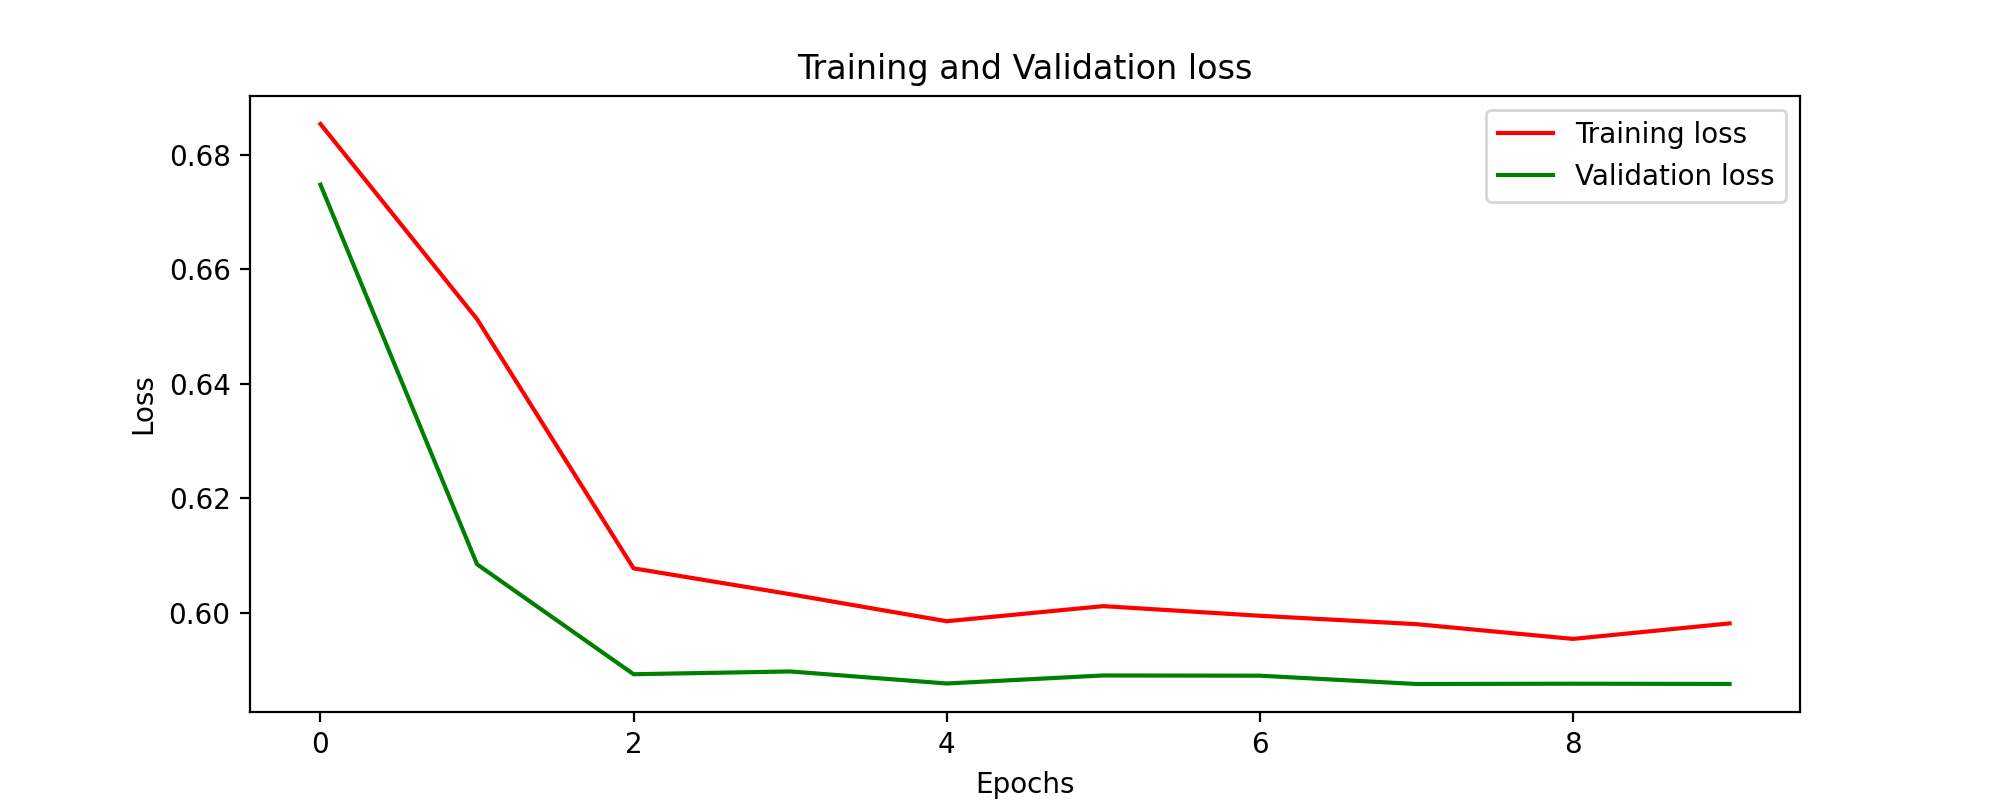 Training and Validation loss
Training loss
Validation loss
0.68
0.66
0.64
0.62
0.60
Loss
0 2 4 6 8
Epochs